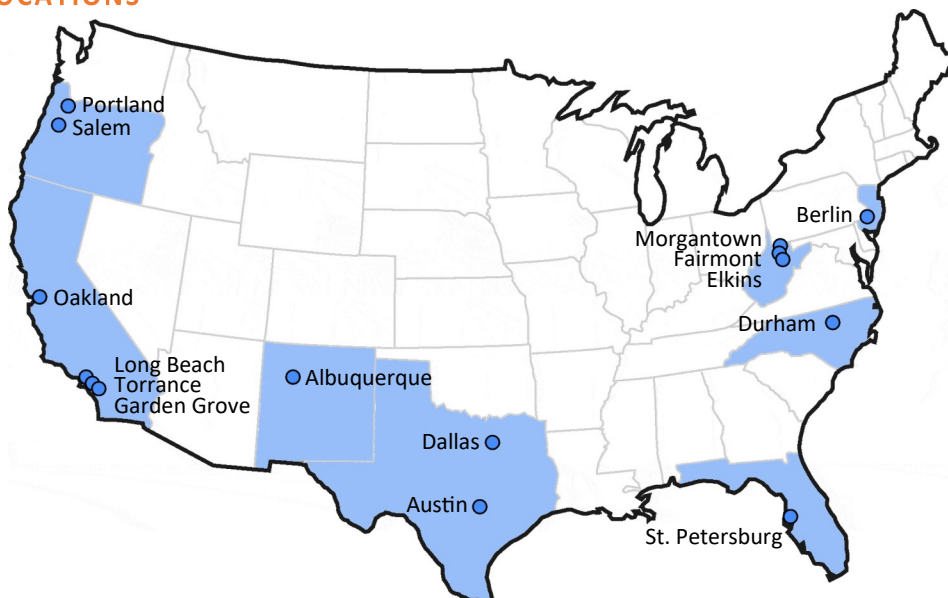 Portland
Salem
Berlin
Morgantown
Fairmont
Elkins
Oakland
Durham
Long Beach
Torrance
Garden Grove
Albuquerque
Dallas
Austin
St. Petersburg